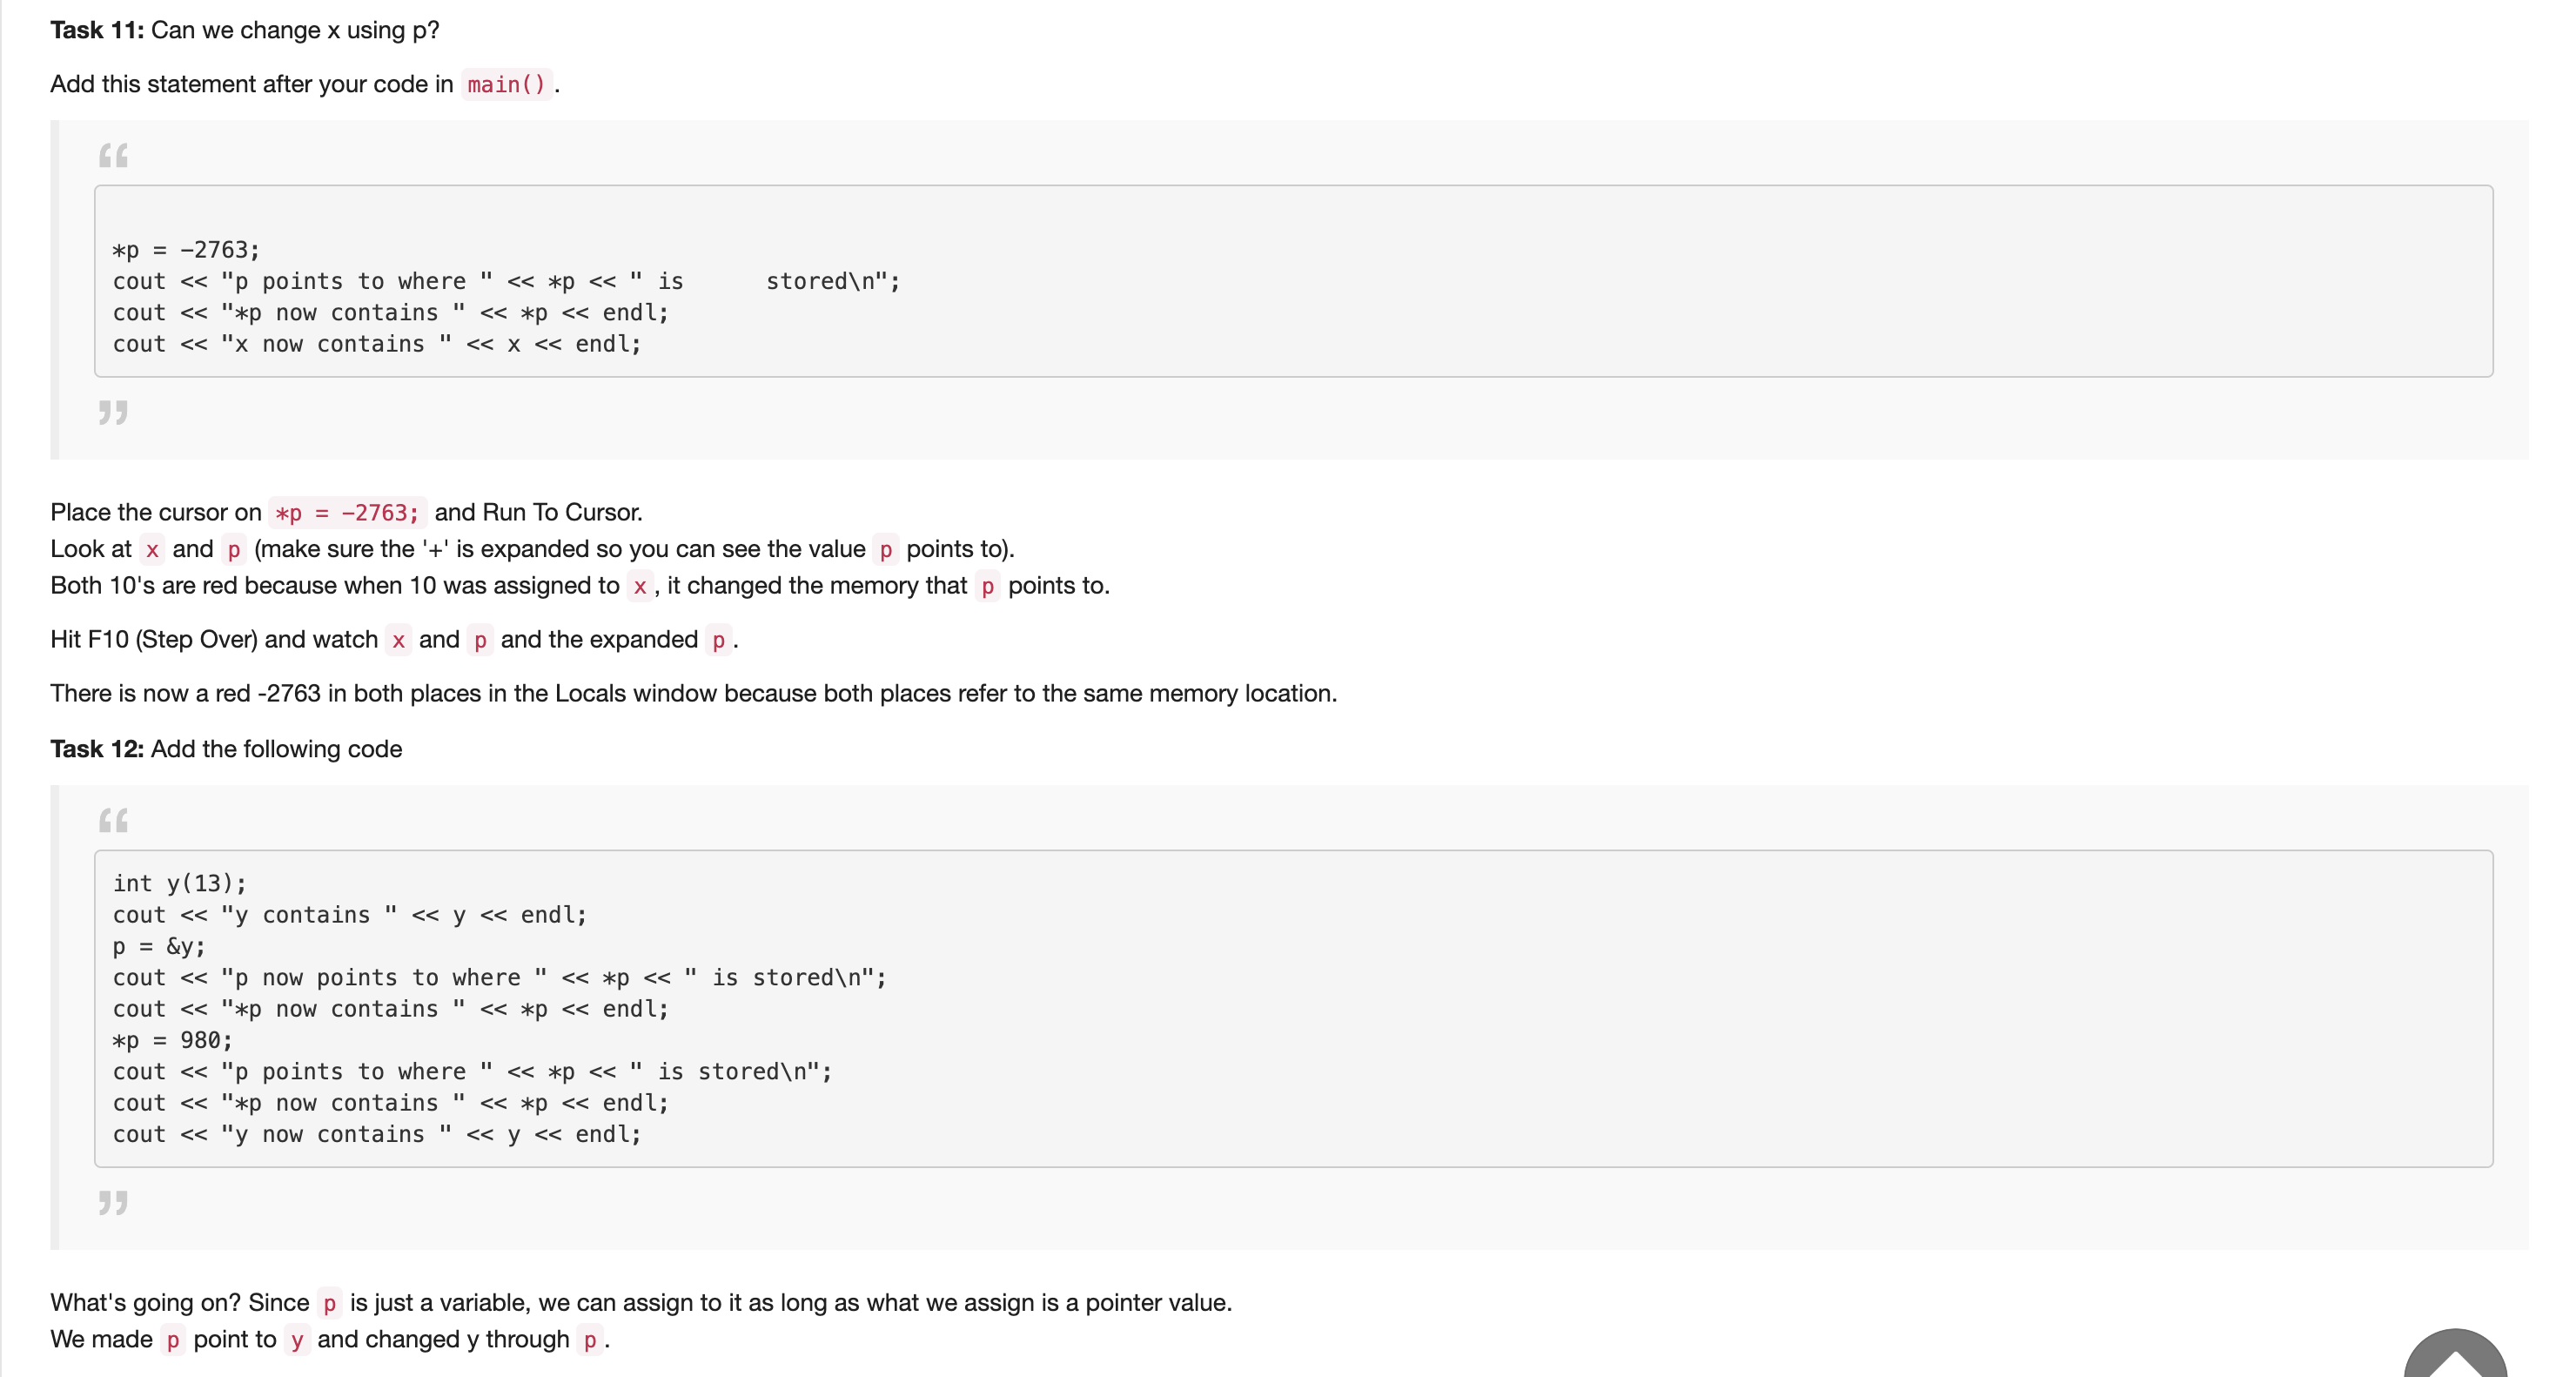 Task 11: Can we change x using p?
Add this statement after your code in main() .
“
*p = -2763;
cout << "p points to where " << *p << " is      stored\n";
cout << "*p now contains " << *p << endl;
cout << "x now contains " << x << endl;
”
Place the cursor on *p = -2763; and Run To Cursor.
Look at x and p (make sure the '+' is expanded so you can see the value p points to).
Both 10's are red because when 10 was assigned to x , it changed the memory that p points to.
Hit F10 (Step Over) and watch x and p and the expanded p .
There is now a red -2763 in both places in the Locals window because both places refer to the same memory location.
Task 12: Add the following code
“
int y(13);
cout << "y contains " << y << endl;
p = &y;
cout << "p now points to where " << *p << " is stored\n";
cout << "*p now contains " << *p << endl;
*p = 980;
cout << "p points to where " << *p << " is stored\n";
cout << "*p now contains " << *p << endl;
cout << "y now contains " << y << endl;
”
What's going on? Since p is just a variable, we can assign to it as long as what we assign is a pointer value.
We made p point to y and changed y through p .